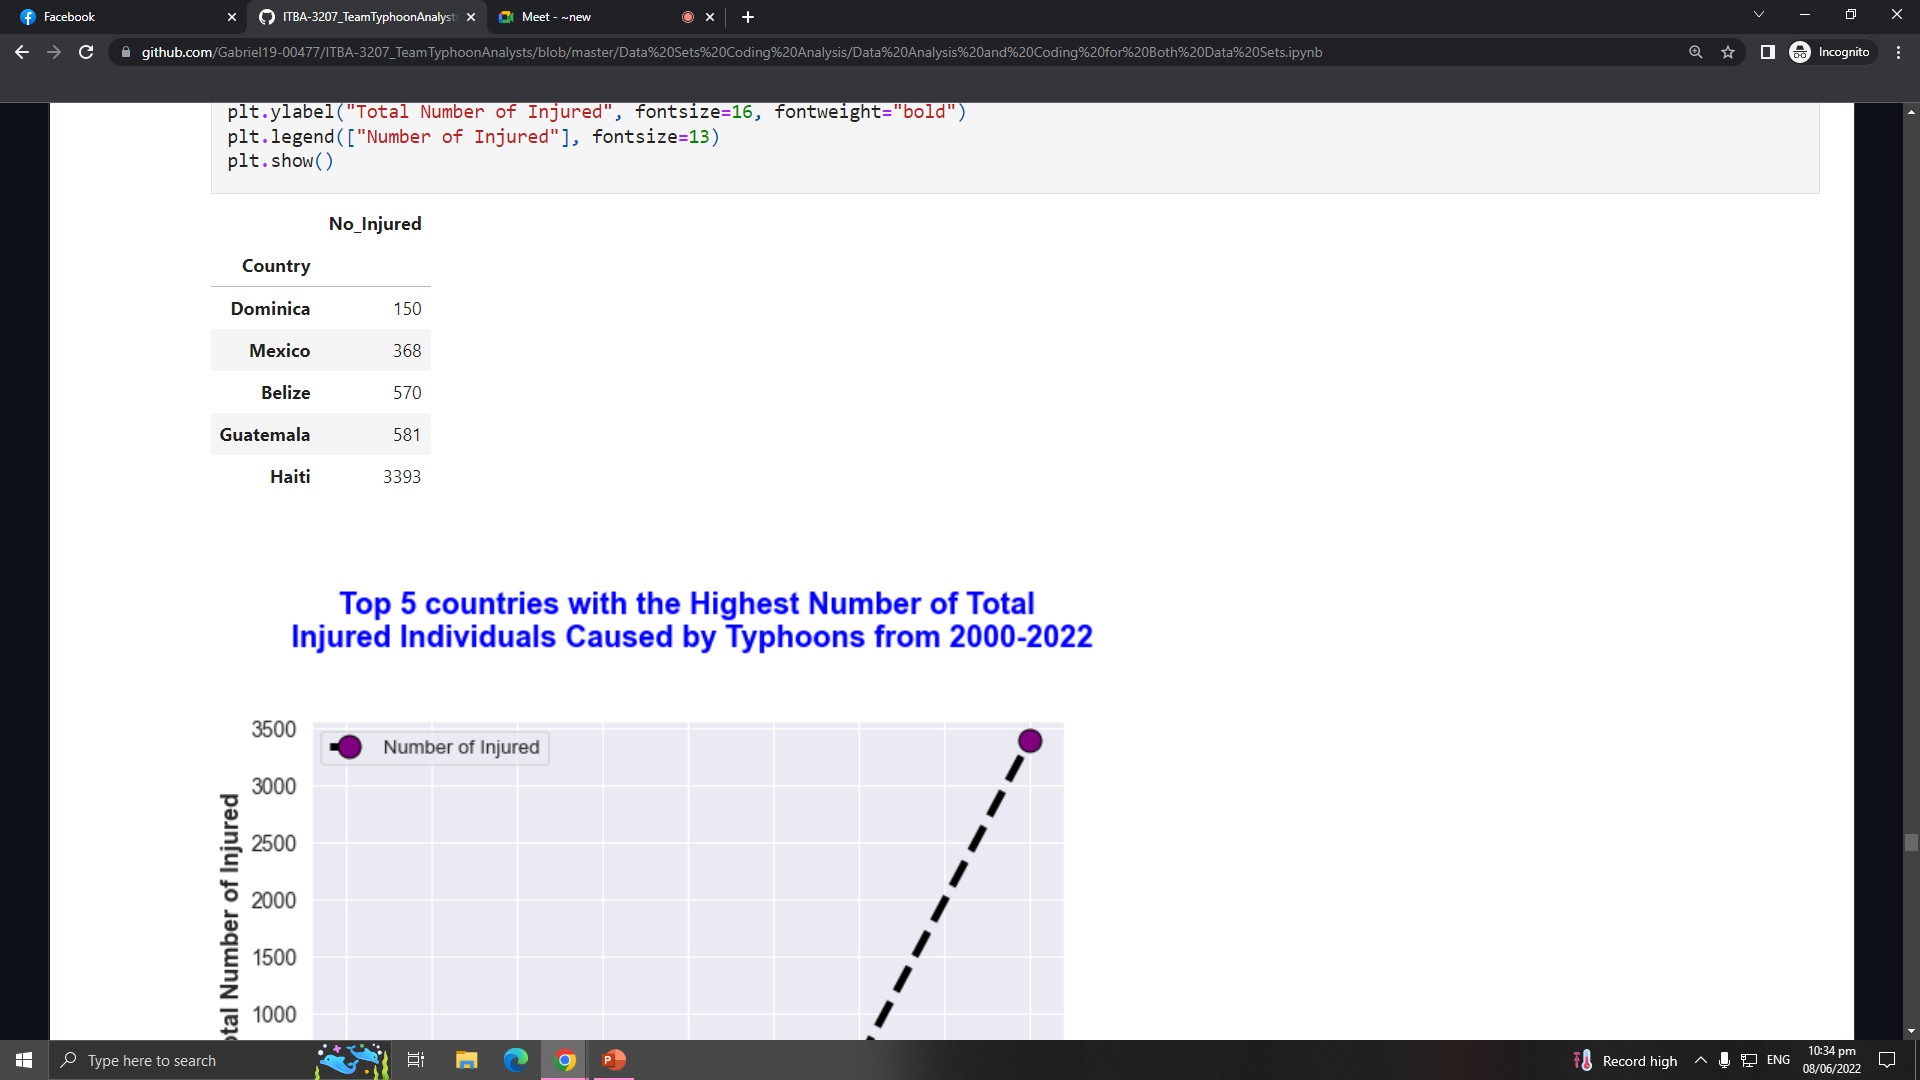 Facebook
ITBA-3207_TeamTyphoonAnalysts
Meet - ~new
github.com/Gabriel19-00477/ITBA-3207_TeamTyphoonAnalysts/blob/master/Data%20Sets%20Coding%20Analysis/Data%20Analysis%20and%20Coding%20for%20Both%20Data%20Sets.ipynb
Incognito
plt.ylabel("Total Number of Injured", fontsize=16, fontweight="bold")
plt.legend(["Number of Injured"], fontsize=13)
plt.show()
No_Injured
Country
Dominica 150
Mexico 368
Belize 570
Guatemala 581
Haiti 3393
Top 5 countries with the Highest Number of Total
Injured Individuals Caused by Typhoons from 2000-2022
Number of Injured
3500
3000
2500
2000
1500
1000
otal Number of Injured
Type here to search
Record high
ENG
10:34 pm
08/06/2022